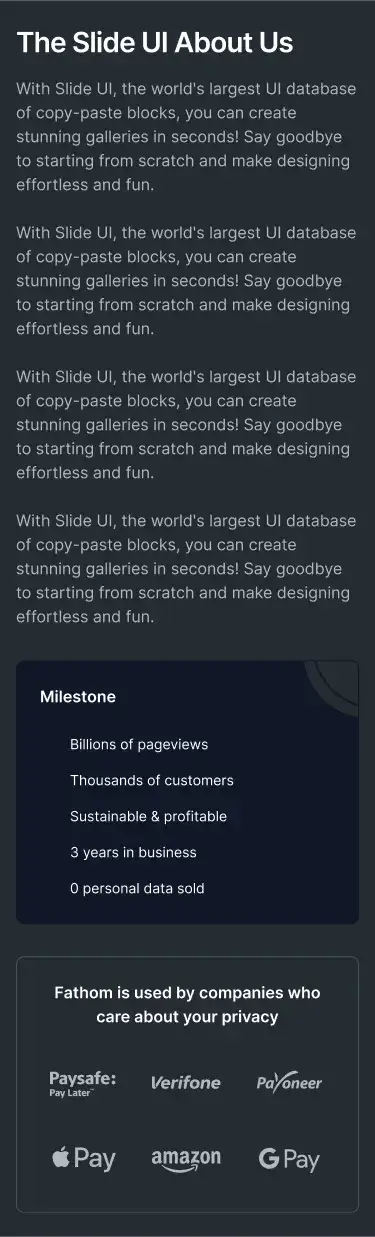 The Slide UI About Us
With Slide UI, the world's largest UI database
of copy-paste blocks, you can create
stunning galleries in seconds! Say goodbye
to starting from scratch and make designing
effortless and fun.
With Slide UI, the world's largest UI database
of copy-paste blocks, you can create
stunning galleries in seconds! Say goodbye
to starting from scratch and make designing
effortless and fun.
With Slide UI, the world's largest UI database
of copy-paste blocks, you can create
stunning galleries in seconds! Say goodbye
to starting from scratch and make designing
effortless and fun.
With Slide UI, the world's largest UI database
of copy-paste blocks, you can create
stunning galleries in seconds! Say goodbye
to starting from scratch and make designing
effortless and fun.
Milestone
Billions of pageviews
Thousands of customers
Sustainable & profitable
3 years in business
0 personal data sold
Fathom is used by companies who
care about your privacy
Paysafe: Verifone Payoneer
Pay Later™
Pay amazon G Pay